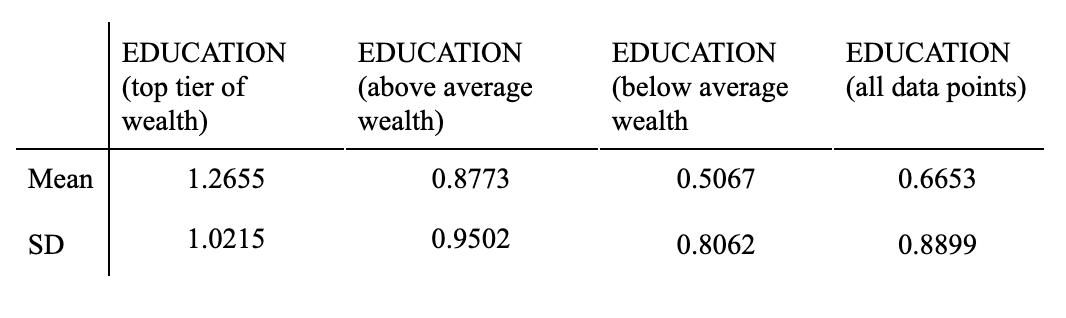 EDUCATION EDUCATION EDUCATION EDUCATION
(top tier of (above average (below average (all data points)
wealth) wealth) wealth
Mean 1.2655 0.8773 0.5067 0.6653
SD 1.0215 0.9502 0.8062 0.8899